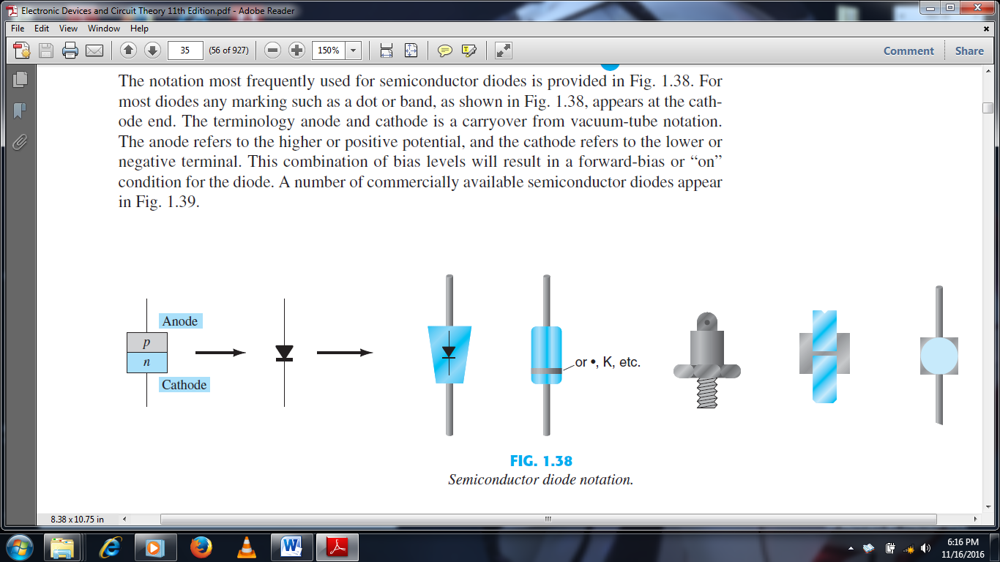 Electronic Devices and Circuit Theory 11th Edition.pdf - Adobe Reader
File Edit View Window Help
35 (56 of 927) 150% Comment Share
The notation most frequently used for semiconductor diodes is provided in Fig. 1.38. For
most diodes any marking such as a dot or band, as shown in Fig. 1.38, appears at the cath-
ode end. The terminology anode and cathode is a carryover from vacuum-tube notation.
The anode refers to the higher or positive potential, and the cathode refers to the lower or
negative terminal. This combination of bias levels will result in a forward-bias or “on”
condition for the diode. A number of commercially available semiconductor diodes appear
in Fig. 1.39.
Anode
p
n
Cathode
or •, K, etc.
FIG. 1.38
Semiconductor diode notation.
8.38 x 10.75 in
6:16 PM
11/16/2016